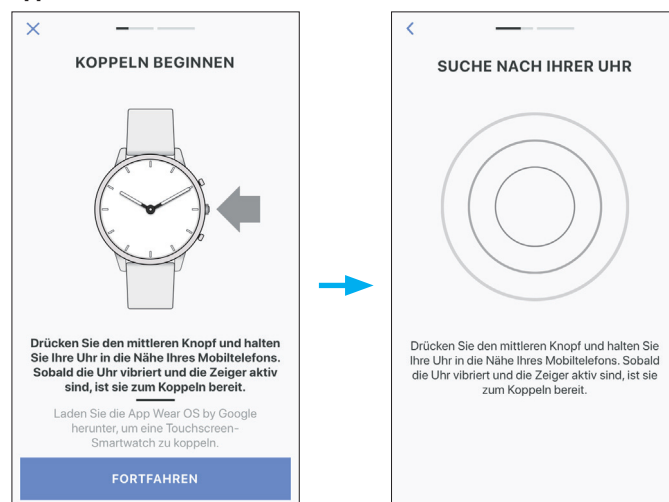 KOPPELN BEGINNEN
Drücken Sie den mittleren Knopf und halten
Sie Ihre Uhr in die Nähe Ihres Mobiltelefons.
Sobald die Uhr vibriert und die Zeiger aktiv
sind, ist sie zum Koppeln bereit.
Laden Sie die App Wear OS by Google
herunter, um eine Touchscreen-
Smartwatch zu koppeln.
FORTFAHREN
SUCHE NACH IHRER UHR
Drücken Sie den mittleren Knopf und halten Sie
Ihre Uhr in die Nähe Ihres Mobiltelefons. Sobald
die Uhr vibriert und die Zeiger aktiv sind, ist sie
zum Koppeln bereit.